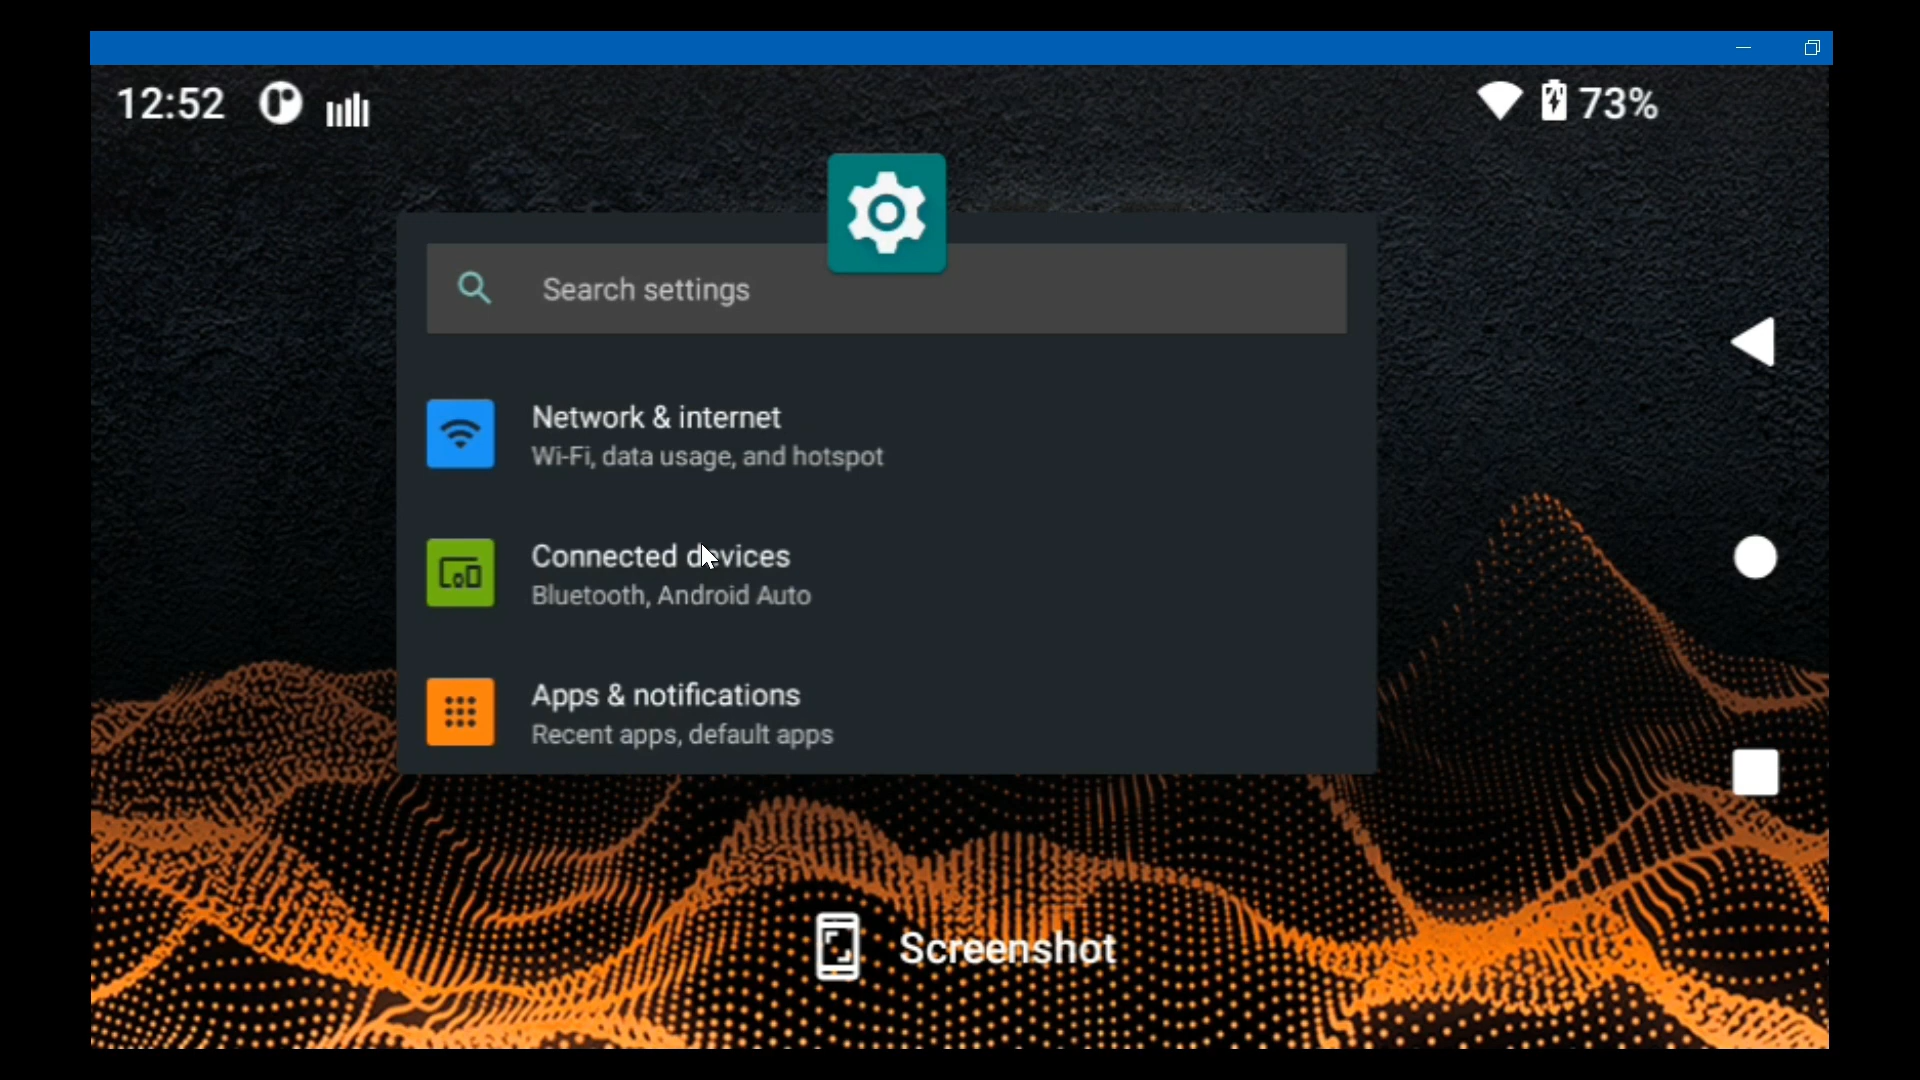 12:52
73%
Search settings
Network & internet
Wi-Fi, data usage, and hotspot
Connected devices
Bluetooth, Android Auto
Apps & notifications
Recent apps, default apps
Screenshot